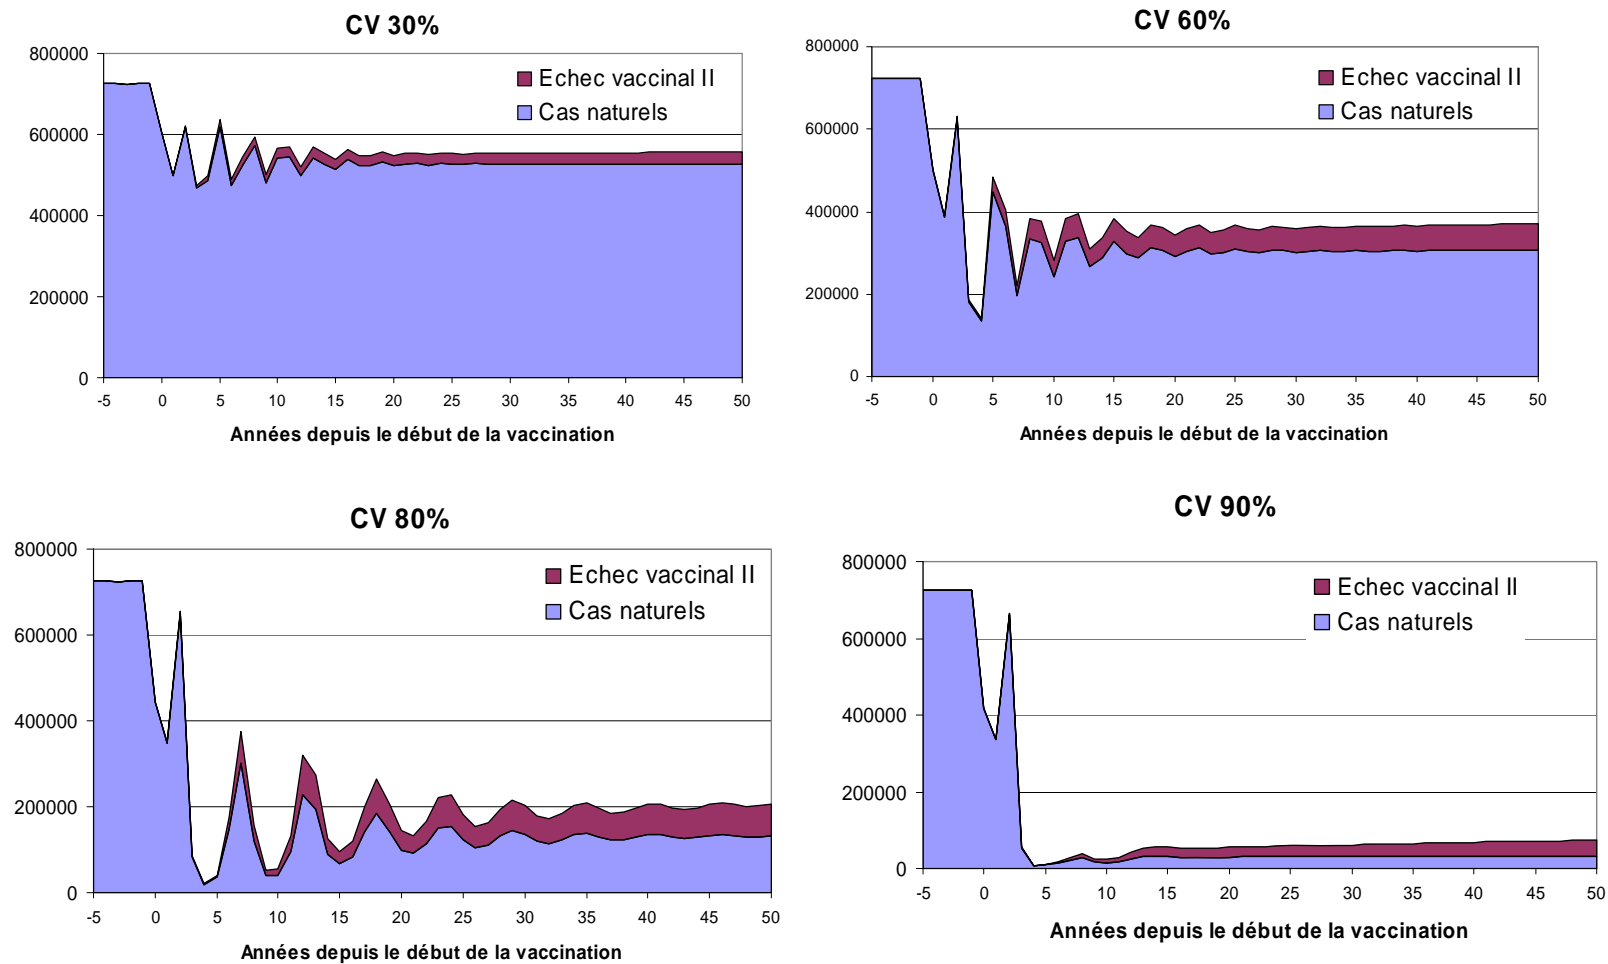 CV 30%
800000
600000
400000
200000
0
Echec vaccinal II
Cas naturels
-5 0 5 10 15 20 25 30 35 40 45 50
Années depuis le début de la vaccination
CV 60%
800000
600000
400000
200000
0
Echec vaccinal II
Cas naturels
-5 0 5 10 15 20 25 30 35 40 45 50
Années depuis le début de la vaccination
CV 80%
800000
600000
400000
200000
0
Echec vaccinal II
Cas naturels
-5 0 5 10 15 20 25 30 35 40 45 50
Années depuis le début de la vaccination
CV 90%
800000
600000
400000
200000
0
Echec vaccinal II
Cas naturels
-5 0 5 10 15 20 25 30 35 40 45 50
Années depuis le début de la vaccination